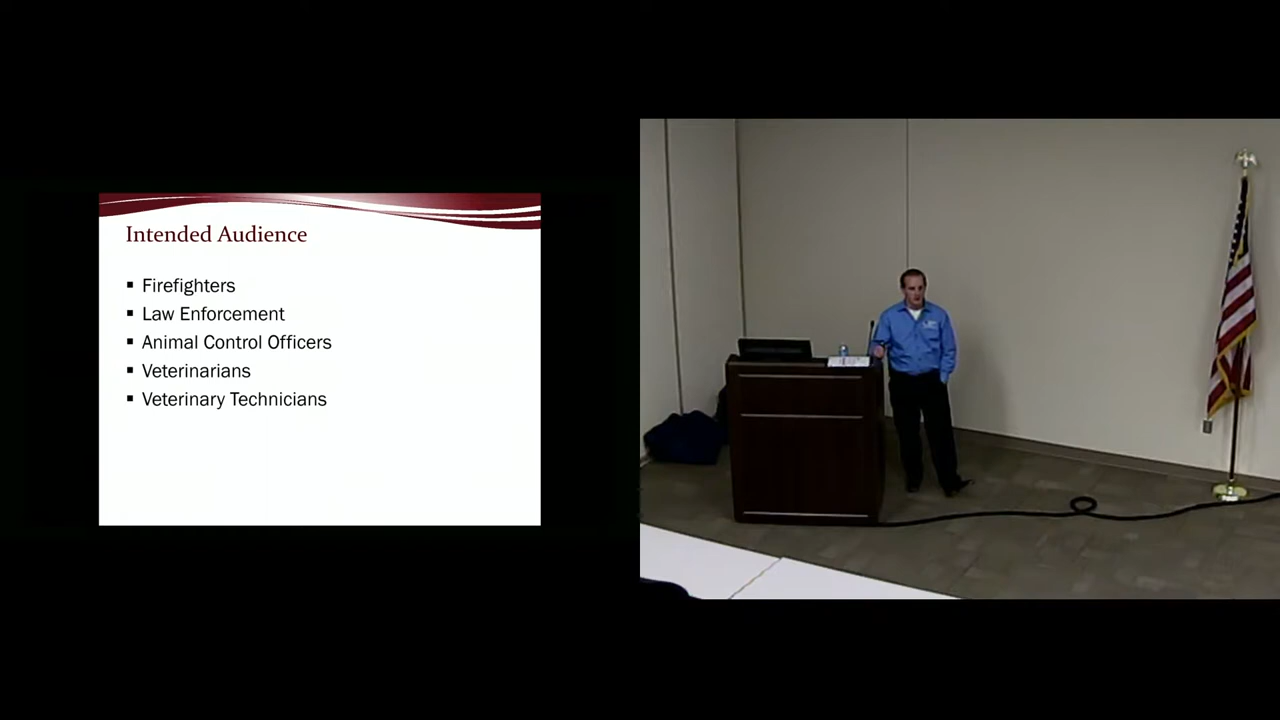 Intended Audience
Firefighters
Law Enforcement
Animal Control Officers
Veterinarians
Veterinary Technicians